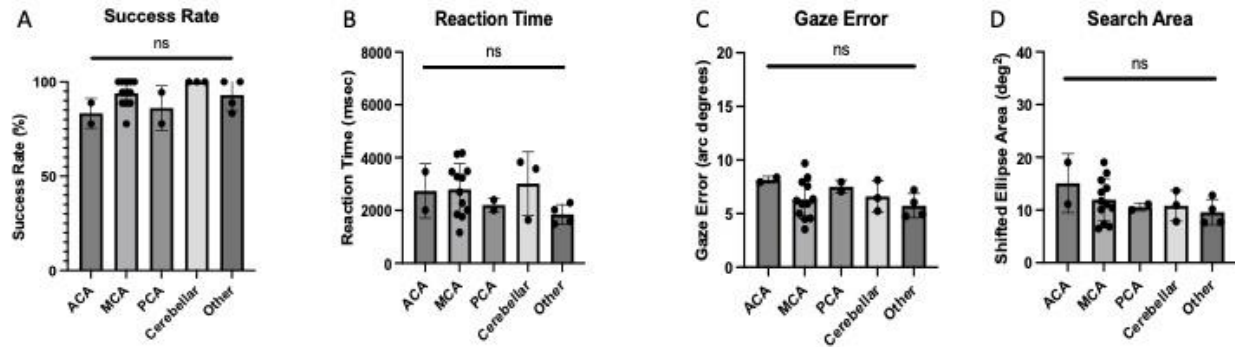 A
Success Rate
ns
Success Rate (%)
100
50
0
ACA
MCA
PCA
Cerebellar
Other
B
Reaction Time
ns
Reaction Time (msec)
8000
6000
4000
2000
0
ACA
MCA
PCA
Cerebellar
Other
C
Gaze Error
ns
Gaze Error (arc degrees)
20
15
10
5
0
ACA
MCA
PCA
Cerebellar
Other
D
Search Area
ns
Shifted Ellipse Area (deg²)
40
30
20
10
0
ACA
MCA
PCA
Cerebellar
Other